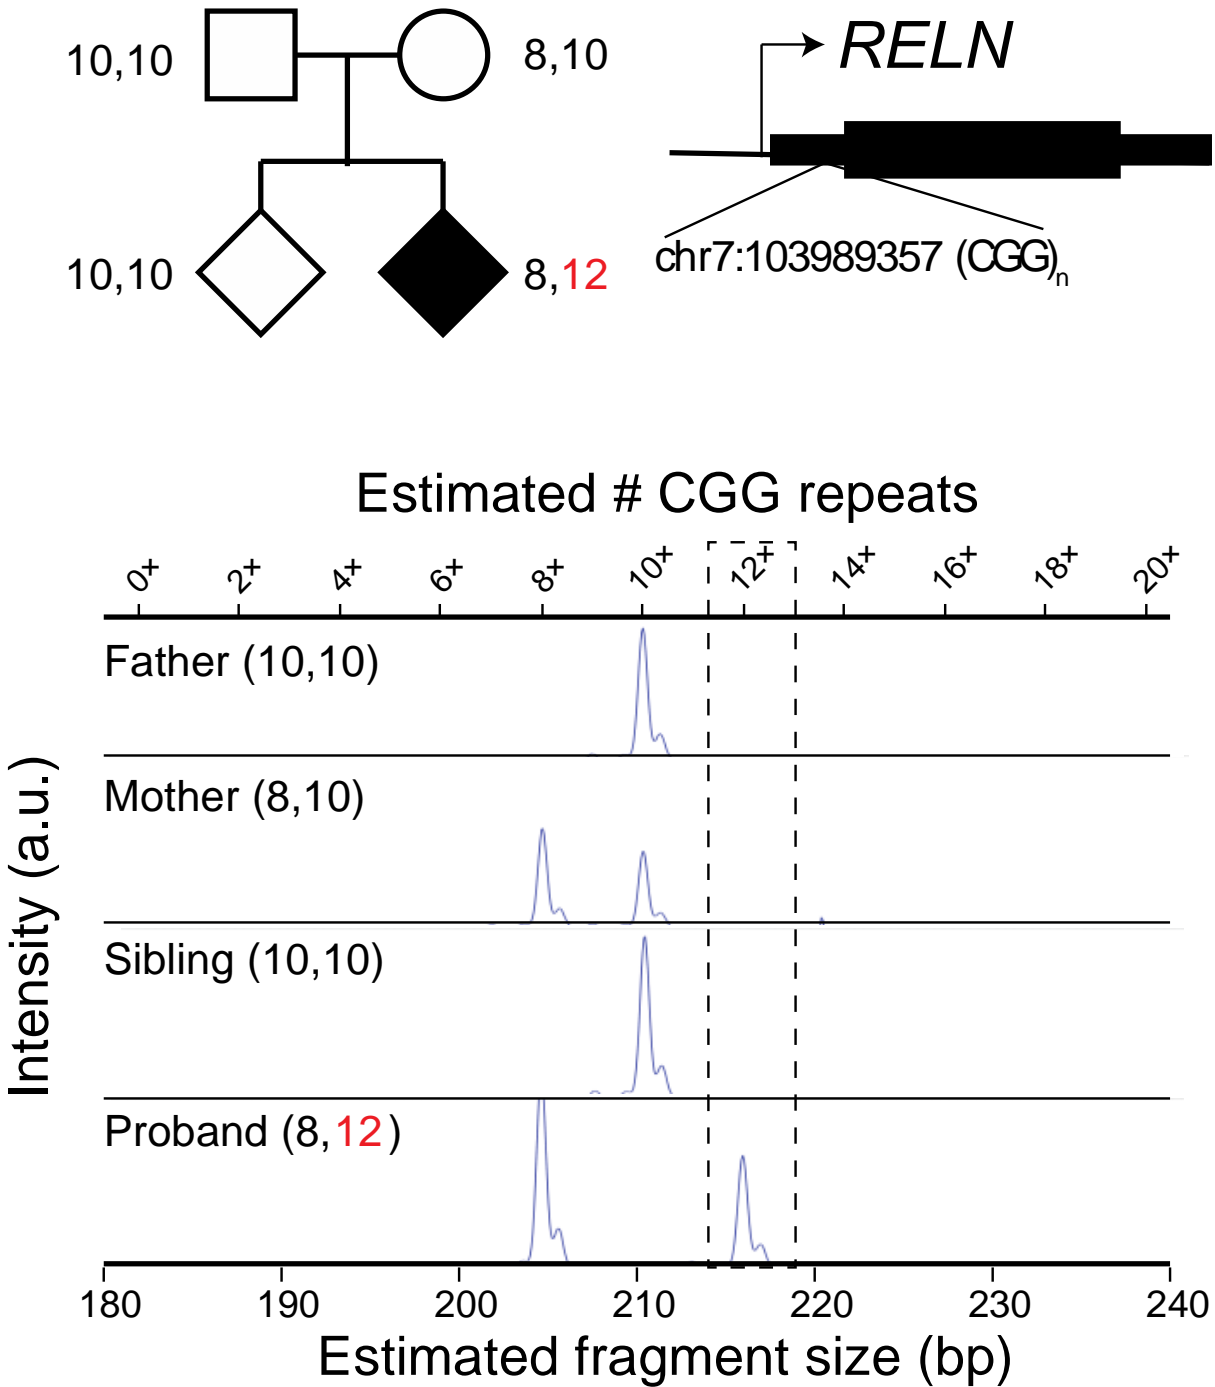 10,10
8,10
RELN
10,10
8,12
chr7:103989357 (CGG)n
Estimated # CGG repeats
0+ 2+ 4+ 6+ 8+ 10+ 12+ 14+ 16+ 18+ 20+
Father (10,10)
Mother (8,10)
Sibling (10,10)
Proband (8,12)
Intensity (a.u.)
180 190 200 210 220 230 240
Estimated fragment size (bp)